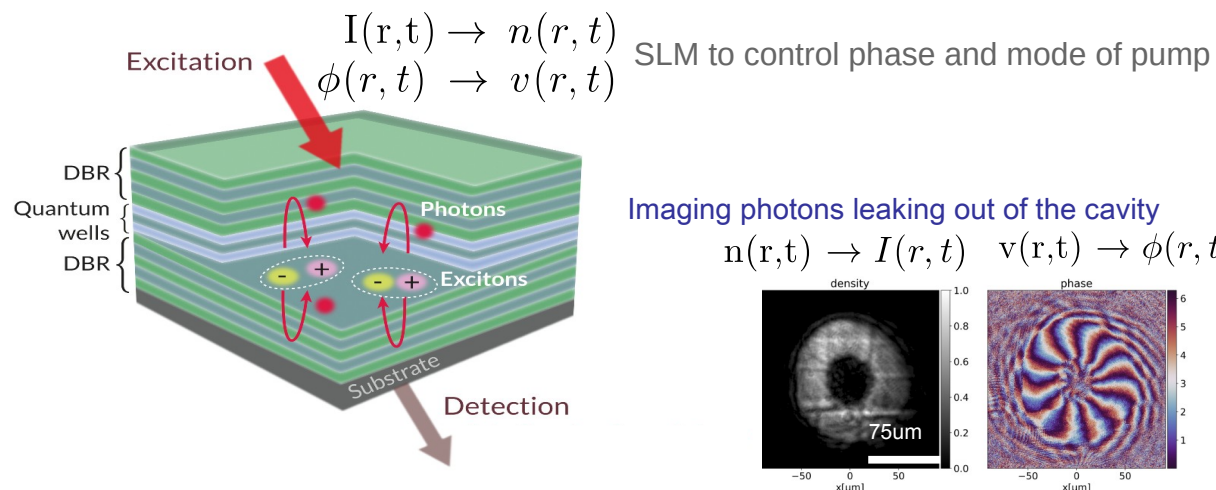 I(r,t) → n(r, t)
ϕ(r, t) → v(r, t)
SLM to control phase and mode of pump
Excitation
DBR
Quantum
wells
DBR
Photons
Excitons
-
+
-
+
Substrate
Detection
Imaging photons leaking out of the cavity
n(r,t) → I(r, t)
v(r,t) → ϕ(r, t
density
1.0
0.8
0.6
0.4
0.2
0.0
75um
−50
0
50
x[um]
phase
6
5
4
3
2
1
−50
0
50
x[um]